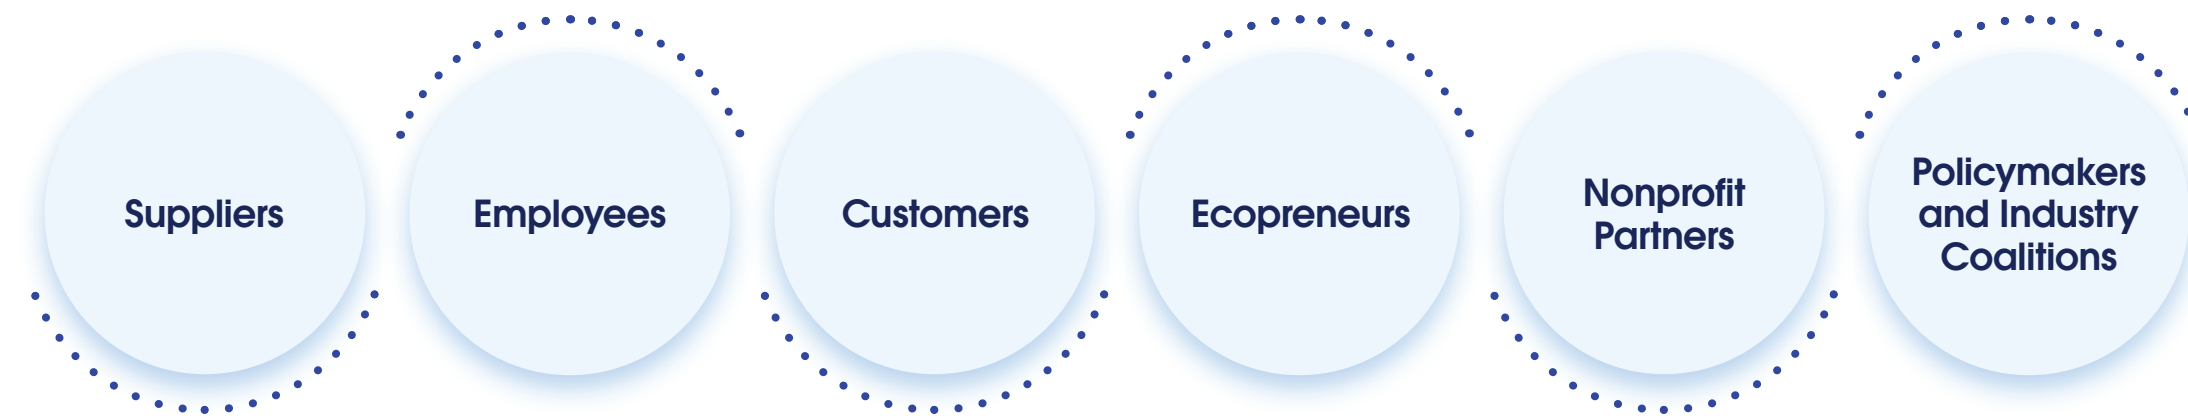 Suppliers
Employees
Customers
Ecopreneurs
Nonprofit
Partners
Policymakers
and Industry
Coalitions